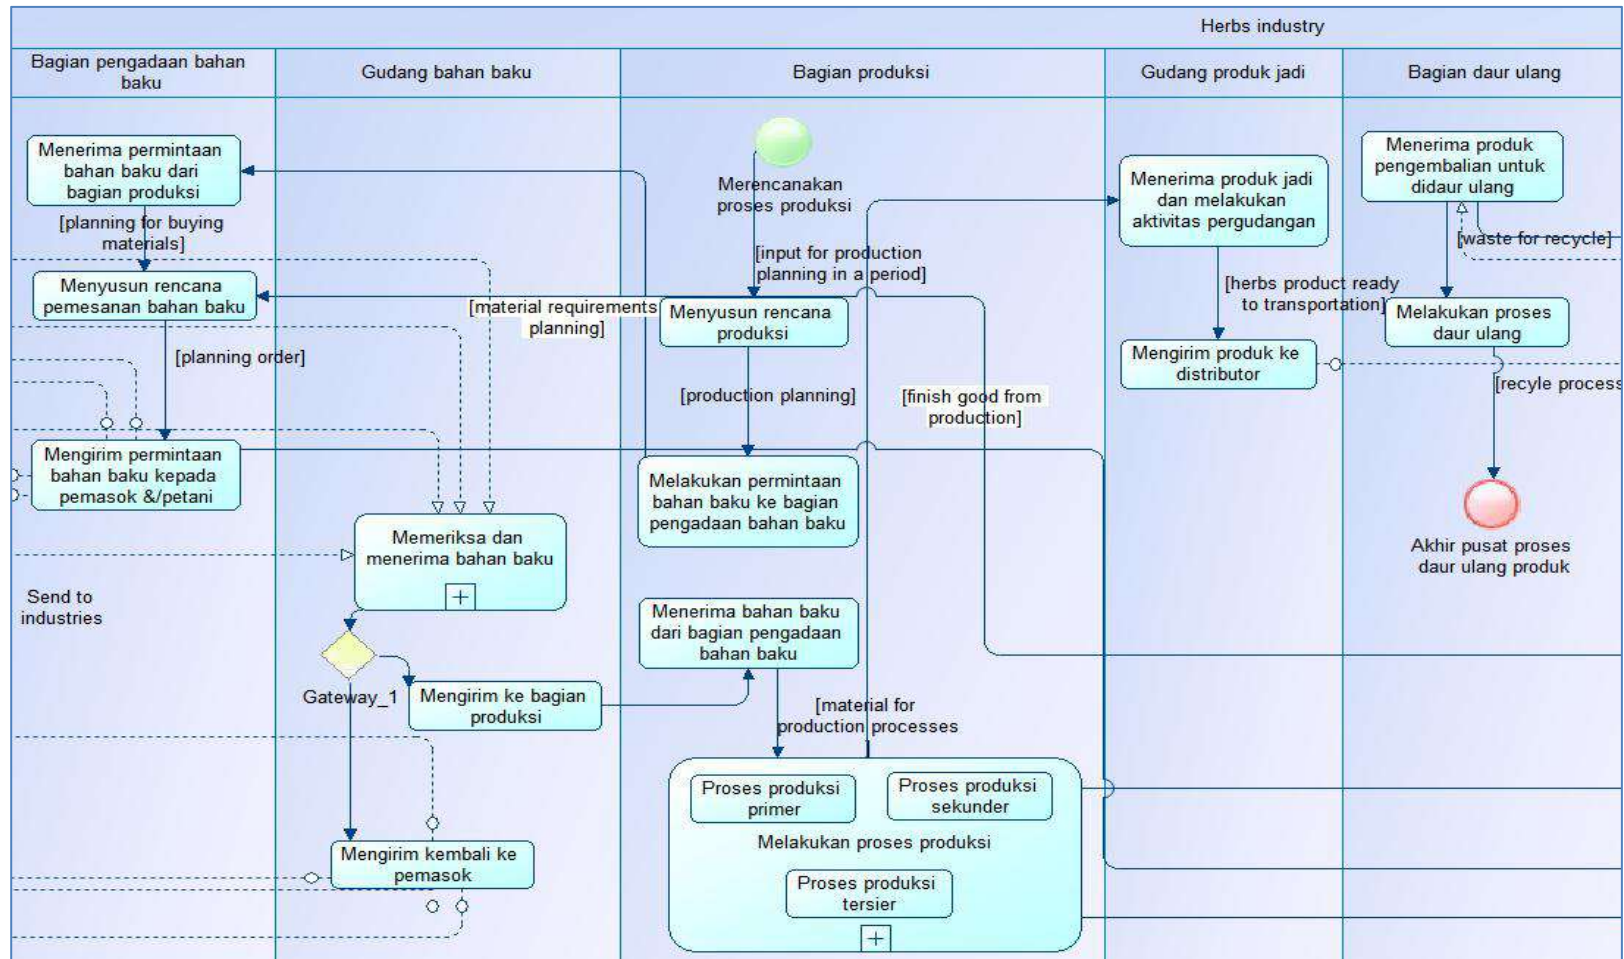 Herbs industry
Bagian pengadaan bahan
baku
Gudang bahan baku
Bagian produksi
Gudang produk jadi
Bagian daur ulang
Menerima permintaan
bahan baku dari
bagian produksi
[planning for buying
materials]
Menyusun rencana
pemesanan bahan baku
[planning order]
Mengirim permintaan
bahan baku kepada
pemasok &/petani
Send to
industries
Memeriksa dan
menerima bahan baku
+
Gateway_1
Mengirim ke bagian
produksi
Mengirim kembali ke
pemasok
Merencanakan
proses produksi
[input for production
planning in a period]
[material requirements
planning]
Menyusun rencana
produksi
[production planning]
[finish good from
production]
Melakukan permintaan
bahan baku ke bagian
pengadaan bahan baku
Menerima bahan baku
dari bagian pengadaan
bahan baku
[material for
production processes
Proses produksi
primer
Proses produksi
sekunder
Melakukan proses produksi
Proses produksi
tersier
+
Menerima produk jadi
dan melakukan
aktivitas pergudangan
[herbs product ready
to transportation]
Mengirim produk ke
distributor
Menerima produk
pengembalian untuk
didaur ulang
[waste for recycle]
Melakukan proses
daur ulang
[recyle process
Akhir pusat proses
daur ulang produk